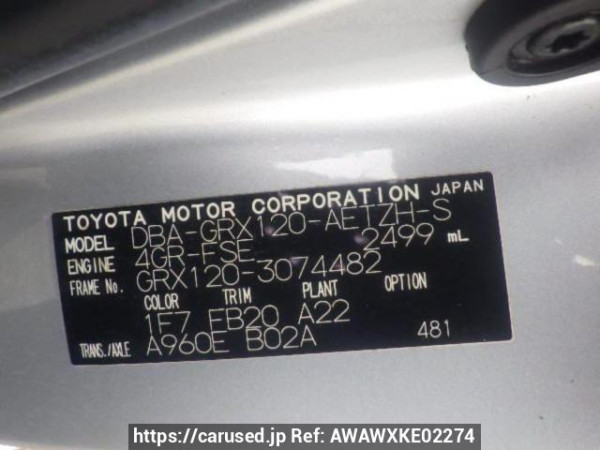 TOYOTA MOTOR CORPORATION JAPAN
MODEL DBA-GRX120-AETZH-S
ENGINE 4GR-FSE 2499 mL
FRAME No. GRX120-3074482
COLOR TRIM PLANT OPTION
1F7 FB20 A22
TRANS./AXLE A960E B02A 481
https://carused.jp Ref: AWAWXKE02274